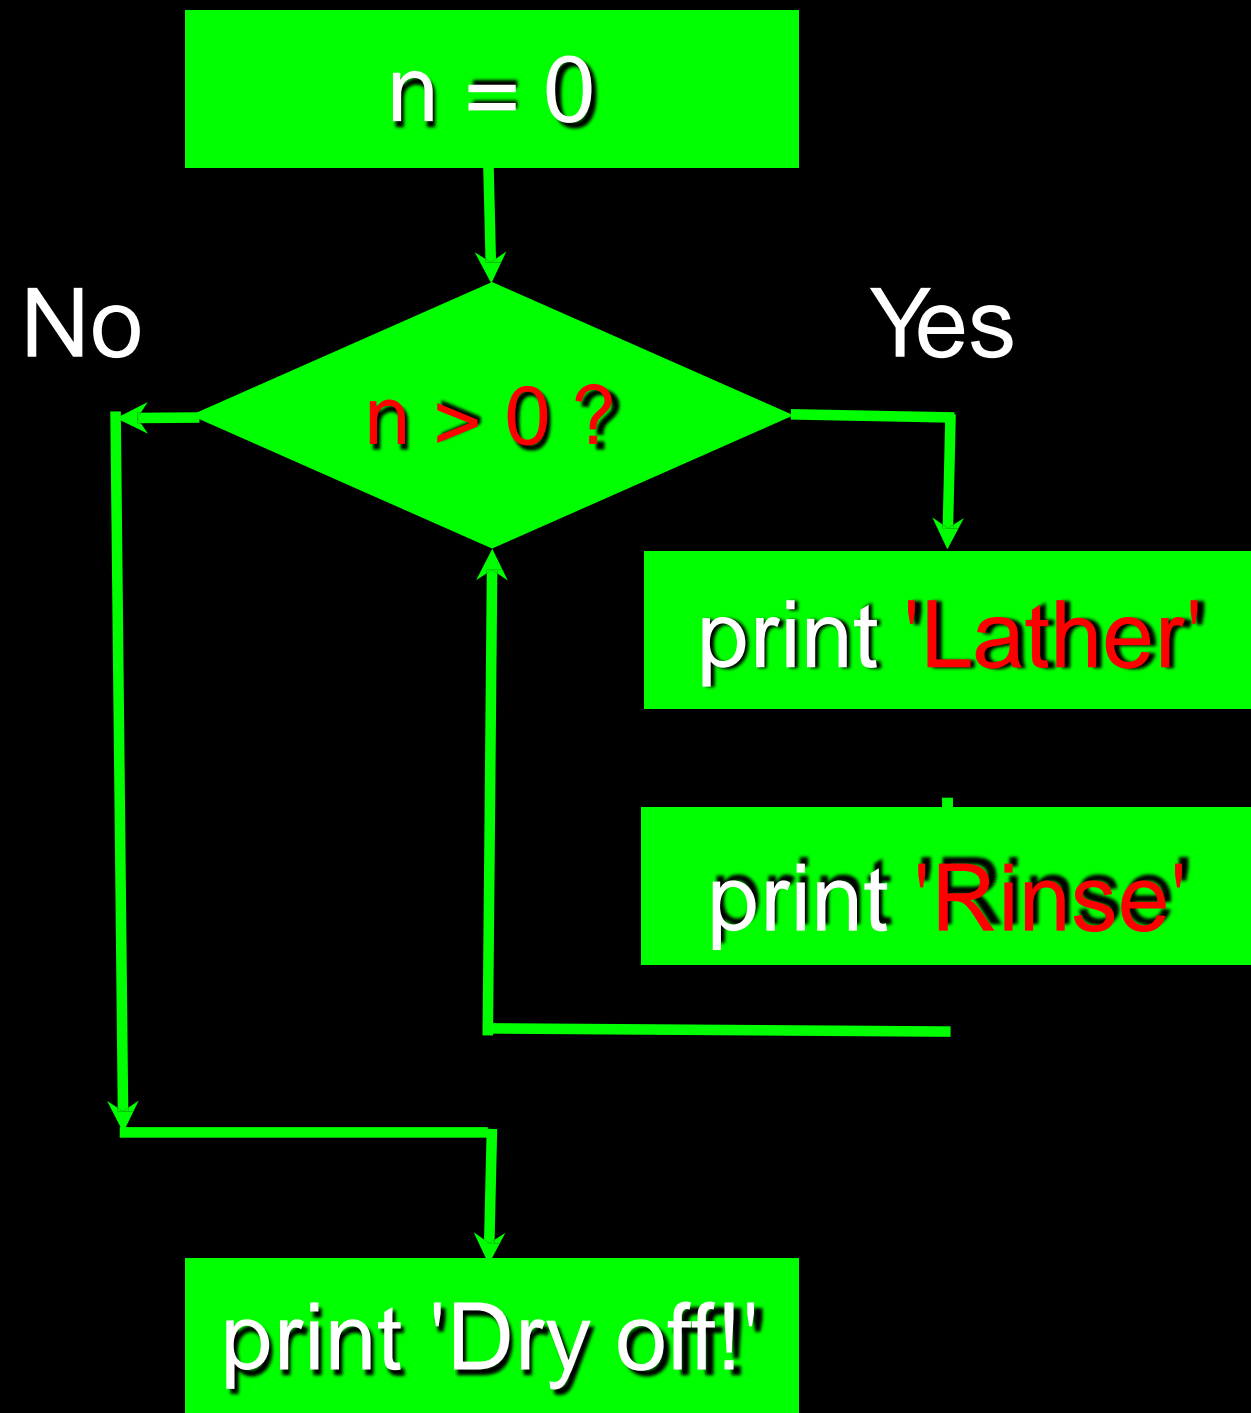 n = 0
No
Yes
n > 0 ?
print 'Lather'
print 'Rinse'
print 'Dry off!'